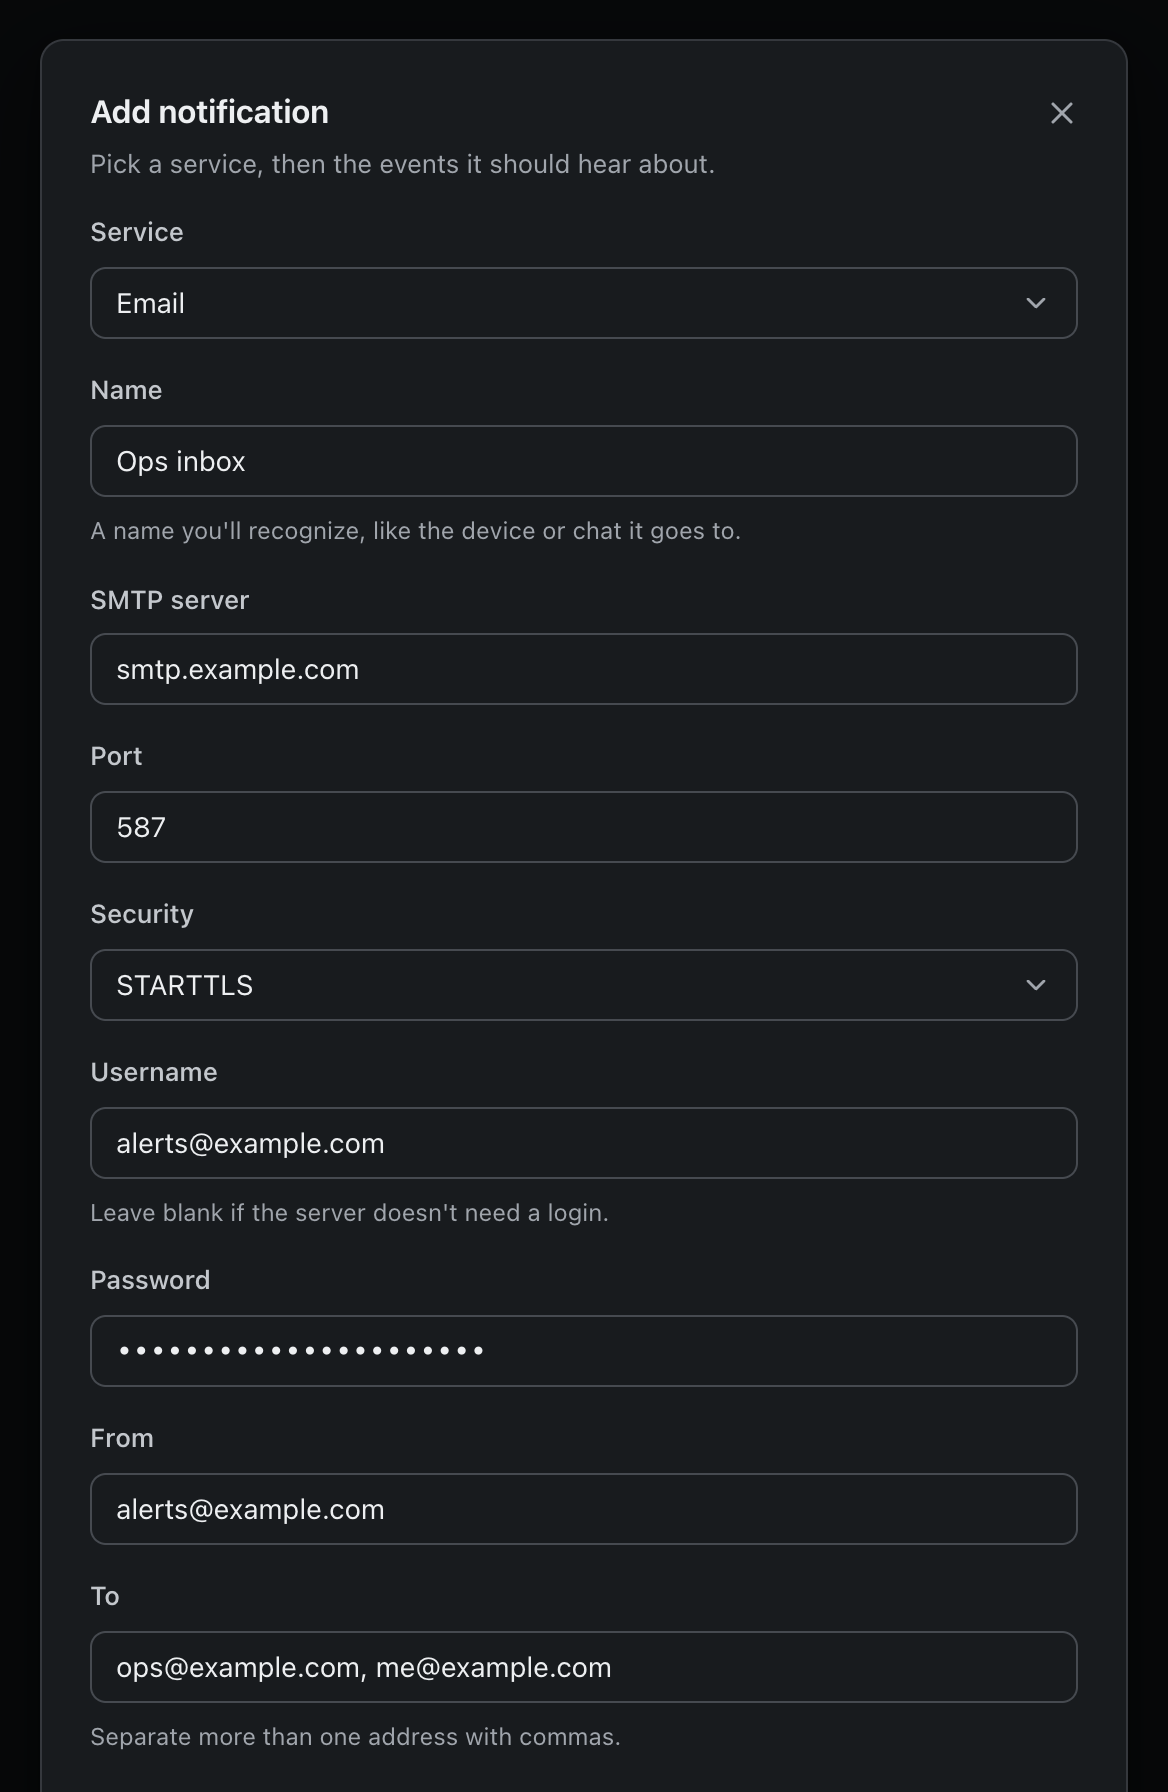 Add notification
Pick a service, then the events it should hear about.
Service
Email
Name
Ops inbox
A name you'll recognize, like the device or chat it goes to.
SMTP server
smtp.example.com
Port
587
Security
STARTTLS
Username
alerts@example.com
Leave blank if the server doesn't need a login.
Password
••••••••••••••••••••••
From
alerts@example.com
To
ops@example.com, me@example.com
Separate more than one address with commas.